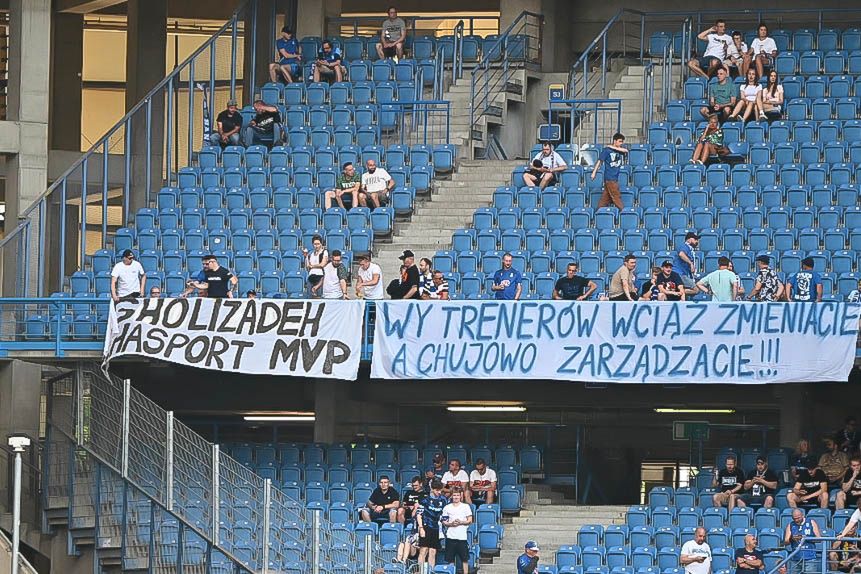 GHOLIZADEH
HASPORT MVP
WY TRENERÓW WCIĄŻ ZMIENIACIE
A CHUJOWO ZARZĄDZACIE!!!